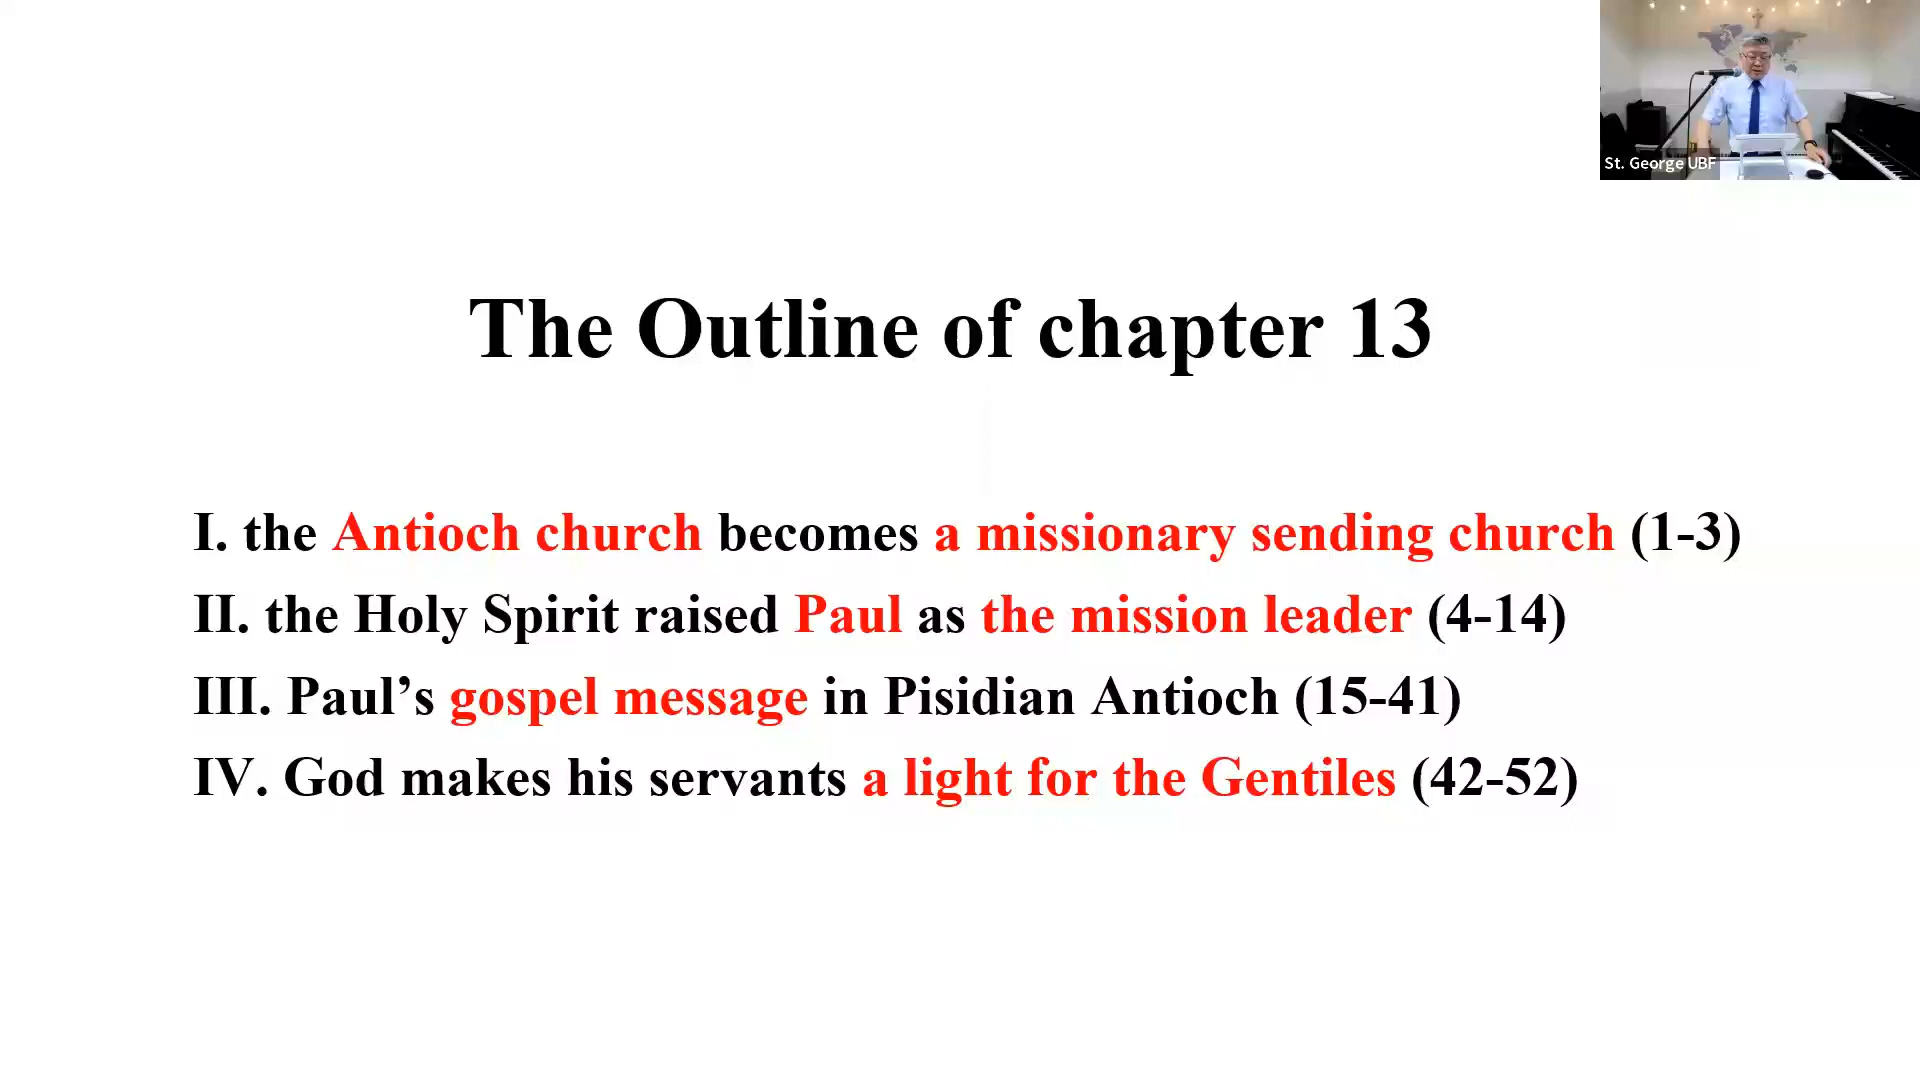 St. George UBF
The Outline of chapter 13
I. the Antioch church becomes a missionary sending church (1-3)
II. the Holy Spirit raised Paul as the mission leader (4-14)
III. Paul’s gospel message in Pisidian Antioch (15-41)
IV. God makes his servants a light for the Gentiles (42-52)